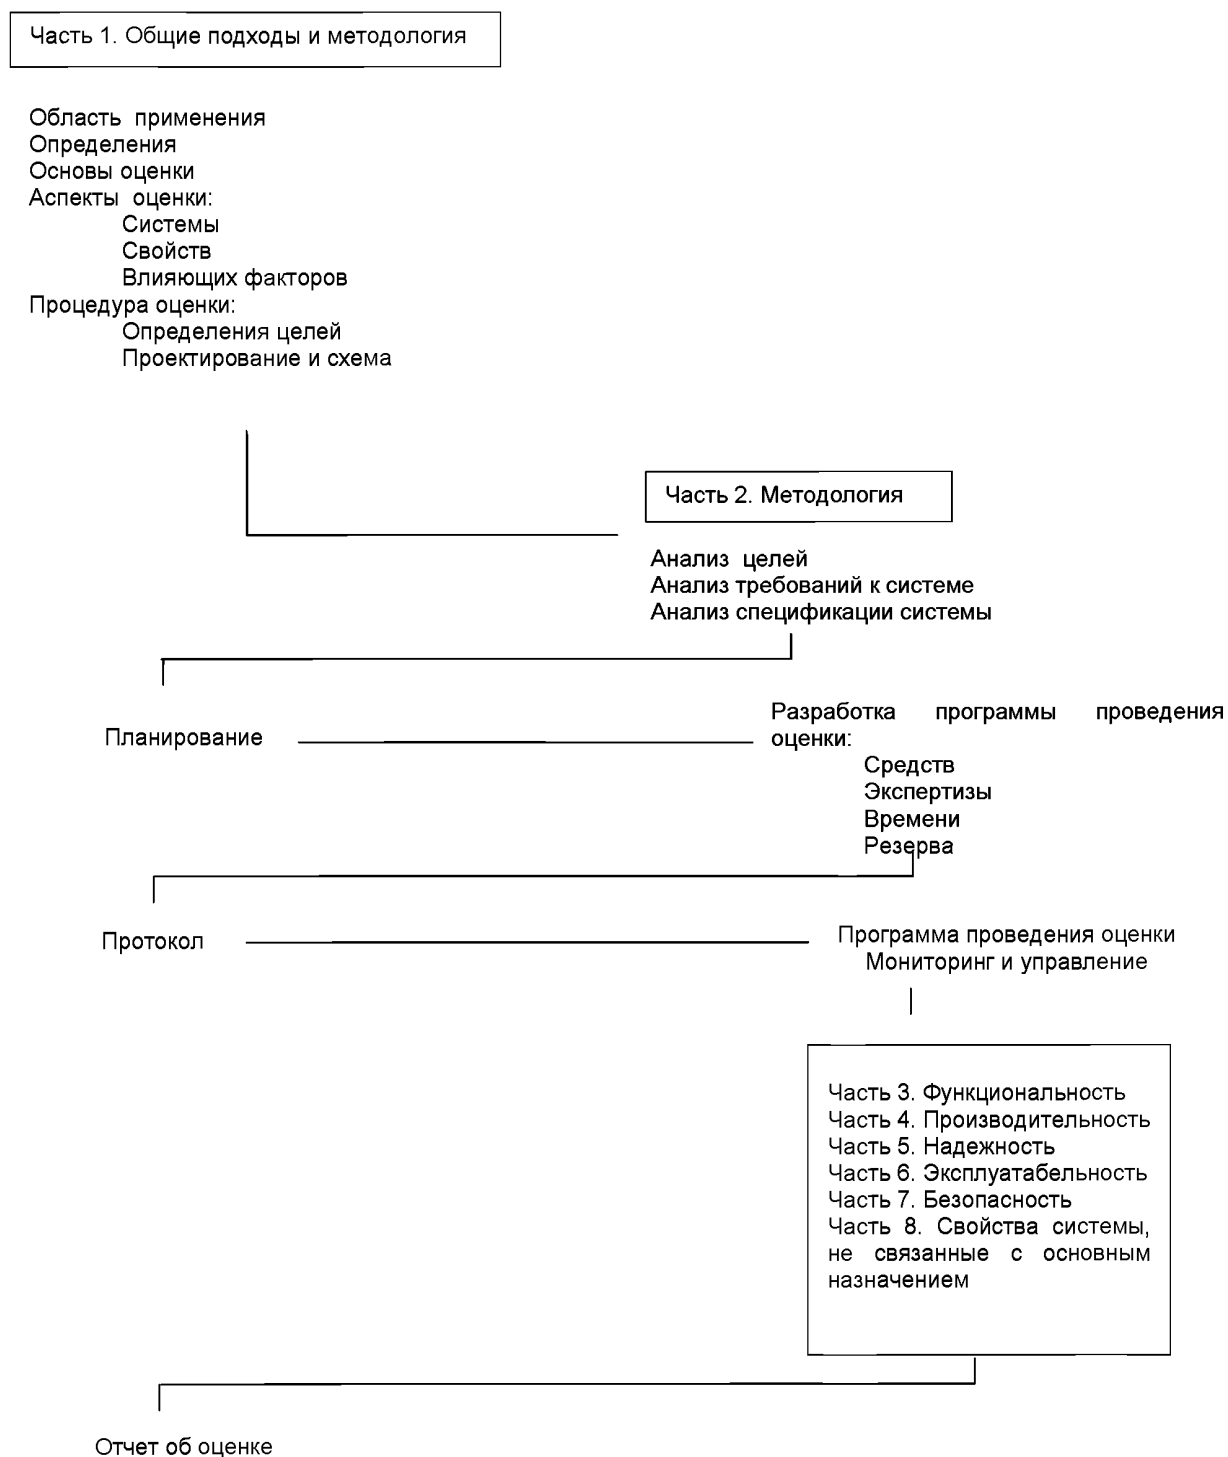 Часть 1. Общие подходы и методология
Область применения
Определения
Основы оценки
Аспекты оценки:
Системы
Свойств
Влияющих факторов
Процедура оценки:
Определения целей
Проектирование и схема
Часть 2. Методология
Анализ целей
Анализ требований к системе
Анализ спецификации системы
Планирование
Разработка программы проведения
оценки:
Средств
Экспертизы
Времени
Резерва
Протокол
Программа проведения оценки
Мониторинг и управление
Часть 3. Функциональность
Часть 4. Производительность
Часть 5. Надежность
Часть 6. Эксплуатабельность
Часть 7. Безопасность
Часть 8. Свойства системы,
не связанные с основным
назначением
Отчет об оценке